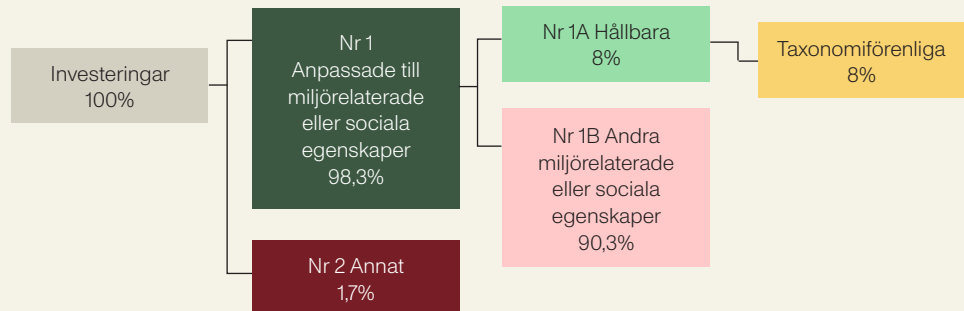 Investeringar
100%
Nr 1
Anpassade till
miljörelaterade
eller sociala
egenskaper
98,3%
Nr 2 Annat
1,7%
Nr 1A Hållbara
8%
Nr 1B Andra
miljörelaterade
eller sociala
egenskaper
90,3%
Taxonomiförenliga
8%